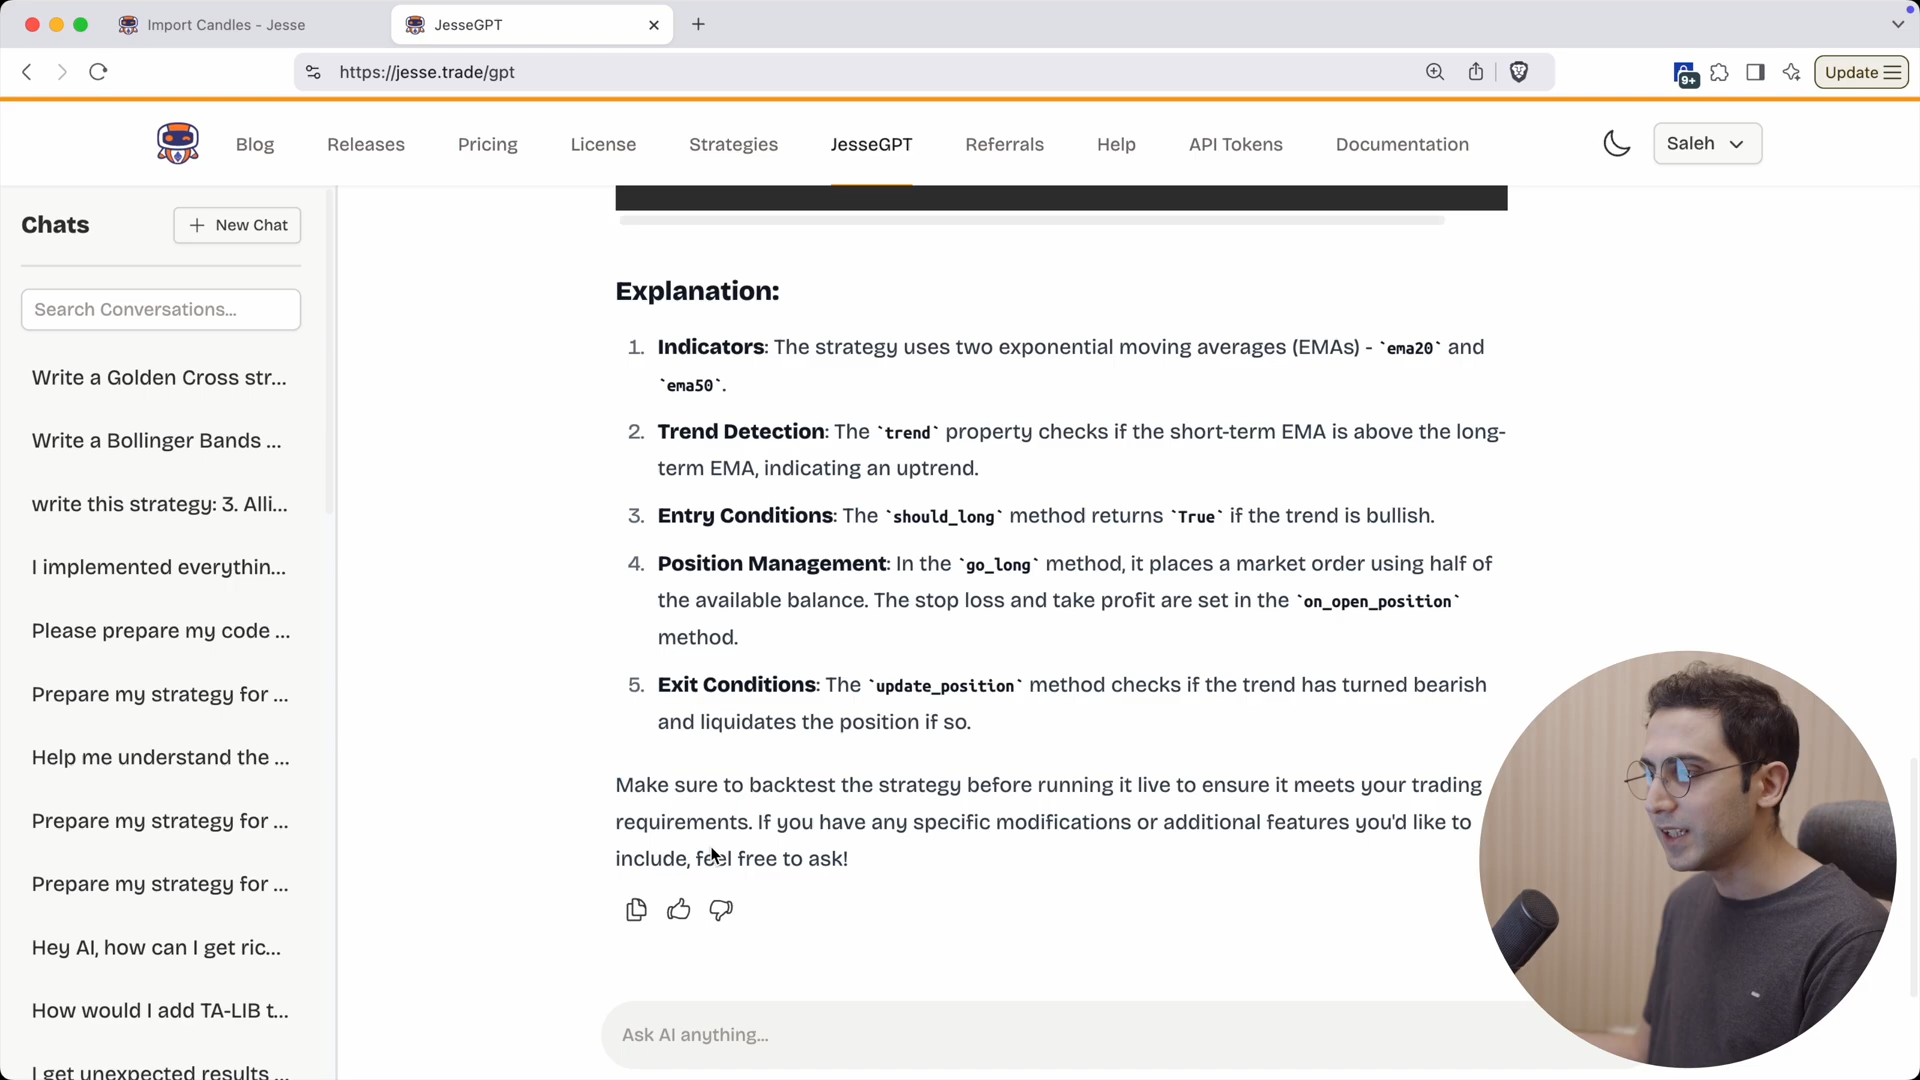 Import Candles - Jesse
JesseGPT
https://jesse.trade/gpt
9+
Update
Blog
Releases
Pricing
License
Strategies
JesseGPT
Referrals
Help
API Tokens
Documentation
Saleh
Chats
New Chat
Search Conversations...
Write a Golden Cross str...
Write a Bollinger Bands ...
write this strategy: 3. Alli...
I implemented everythin...
Please prepare my code ...
Prepare my strategy for ...
Help me understand the ...
Prepare my strategy for ...
Prepare my strategy for ...
Hey AI, how can I get ric...
How would I add TA-LIB t...
I get unexpected results ...
Explanation:
1. Indicators: The strategy uses two exponential moving averages (EMAs) - `ema20` and
`ema50`.
2. Trend Detection: The `trend` property checks if the short-term EMA is above the long-
term EMA, indicating an uptrend.
3. Entry Conditions: The `should_long` method returns `True` if the trend is bullish.
4. Position Management: In the `go_long` method, it places a market order using half of
the available balance. The stop loss and take profit are set in the `on_open_position`
method.
5. Exit Conditions: The `update_position` method checks if the trend has turned bearish
and liquidates the position if so.
Make sure to backtest the strategy before running it live to ensure it meets your trading
requirements. If you have any specific modifications or additional features you'd like to
include, feel free to ask!
Ask AI anything...